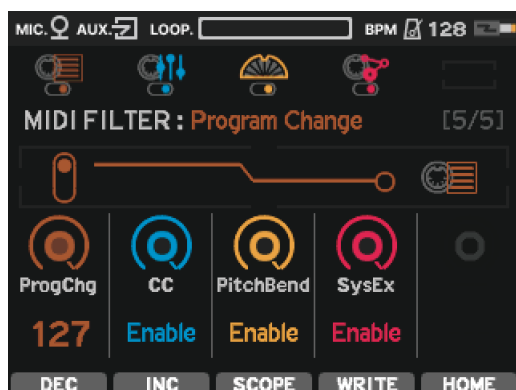 MIC. AUX. LOOP. BPM 128
MIDI FILTER : Program Change [5/5]
ProgChg CC PitchBend SysEx
127 Enable Enable Enable
DEC INC SCOPE WRITE HOME